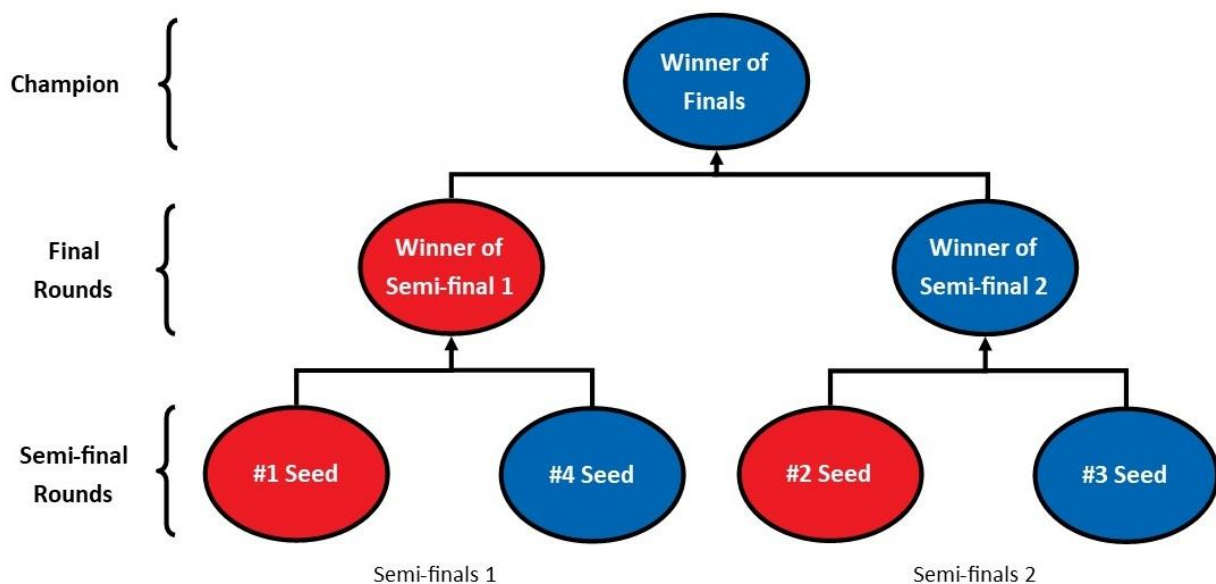 Champion
Winner of
Finals
Final
Rounds
Winner of
Semi-final 1
Winner of
Semi-final 2
Semi-final
Rounds
#1 Seed
#4 Seed
#2 Seed
#3 Seed
Semi-finals 1
Semi-finals 2